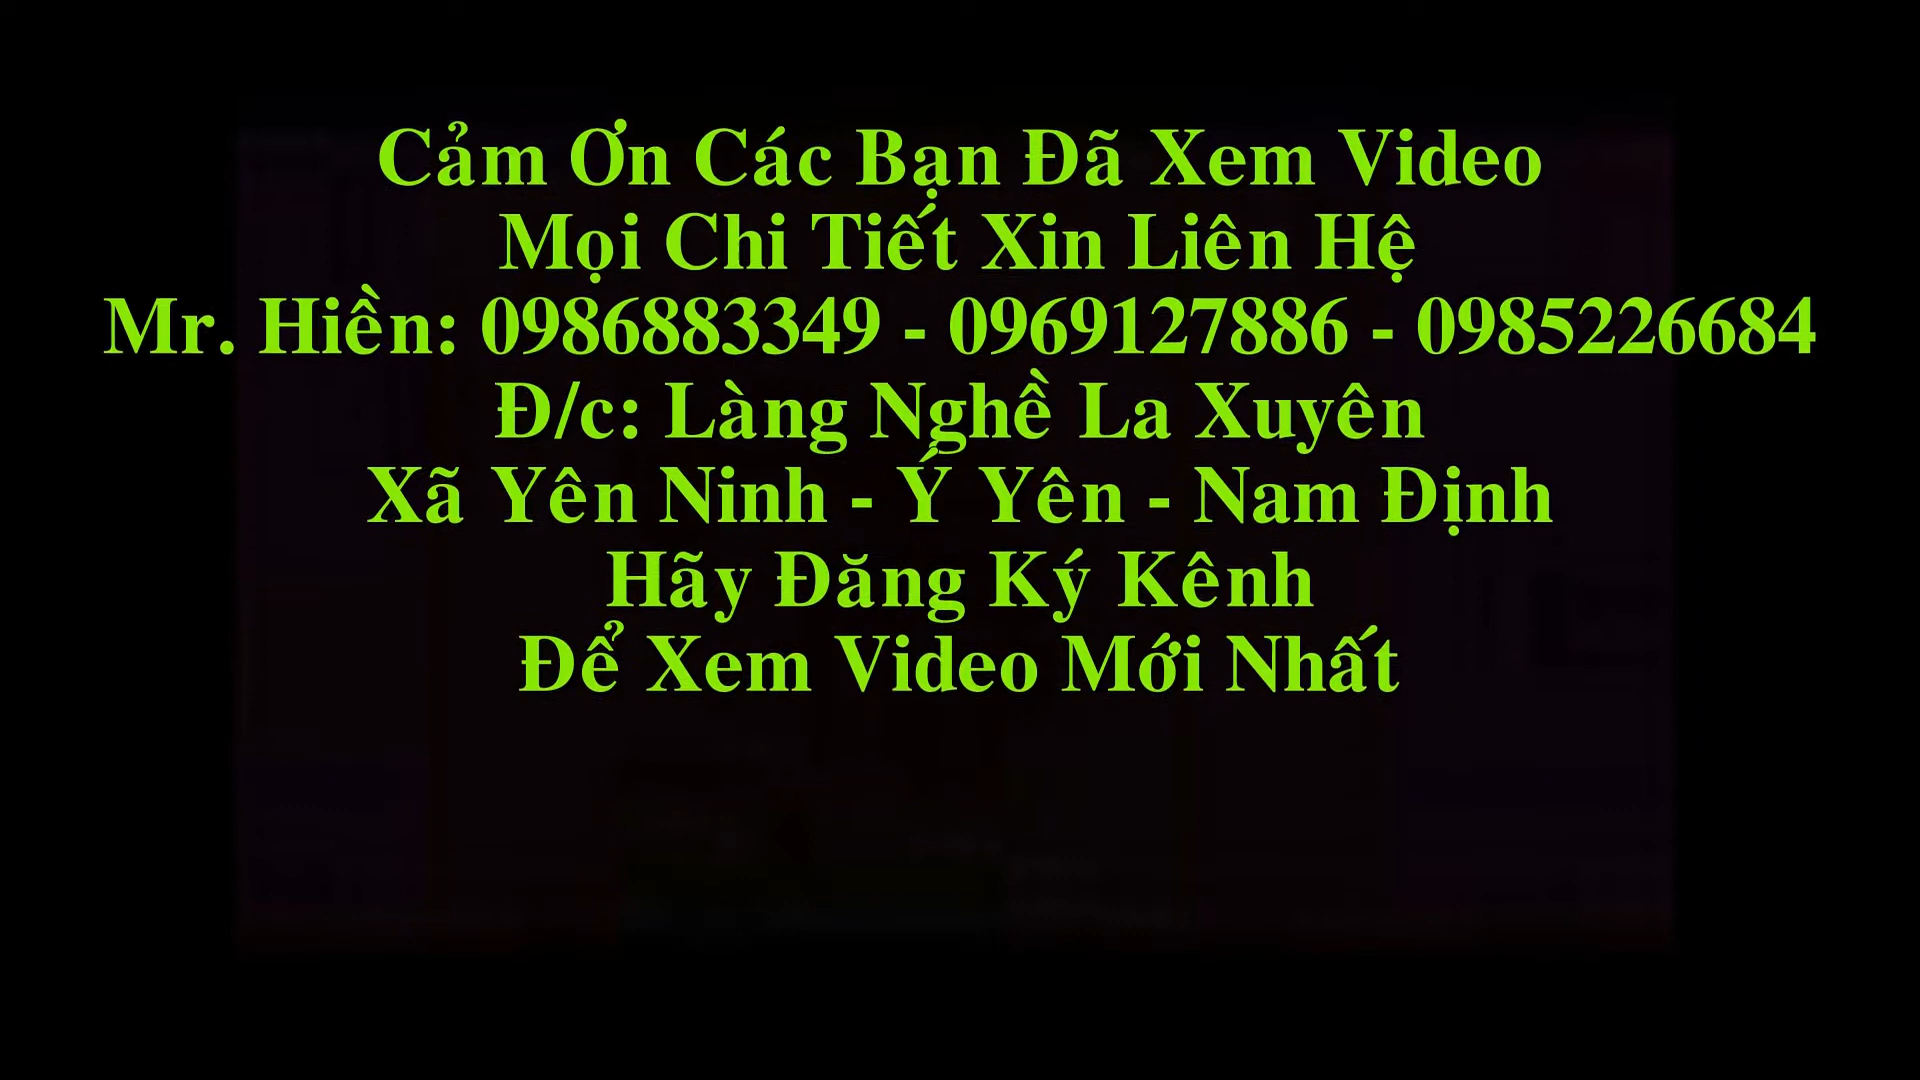 Cảm Ơn Các Bạn Đã Xem Video
Mọi Chi Tiết Xin Liên Hệ
Mr. Hiền: 0986883349 - 0969127886 - 0985226684
Đ/c: Làng Nghề La Xuyên
Xã Yên Ninh - Ý Yên - Nam Định
Hãy Đăng Ký Kênh
Để Xem Video Mới Nhất